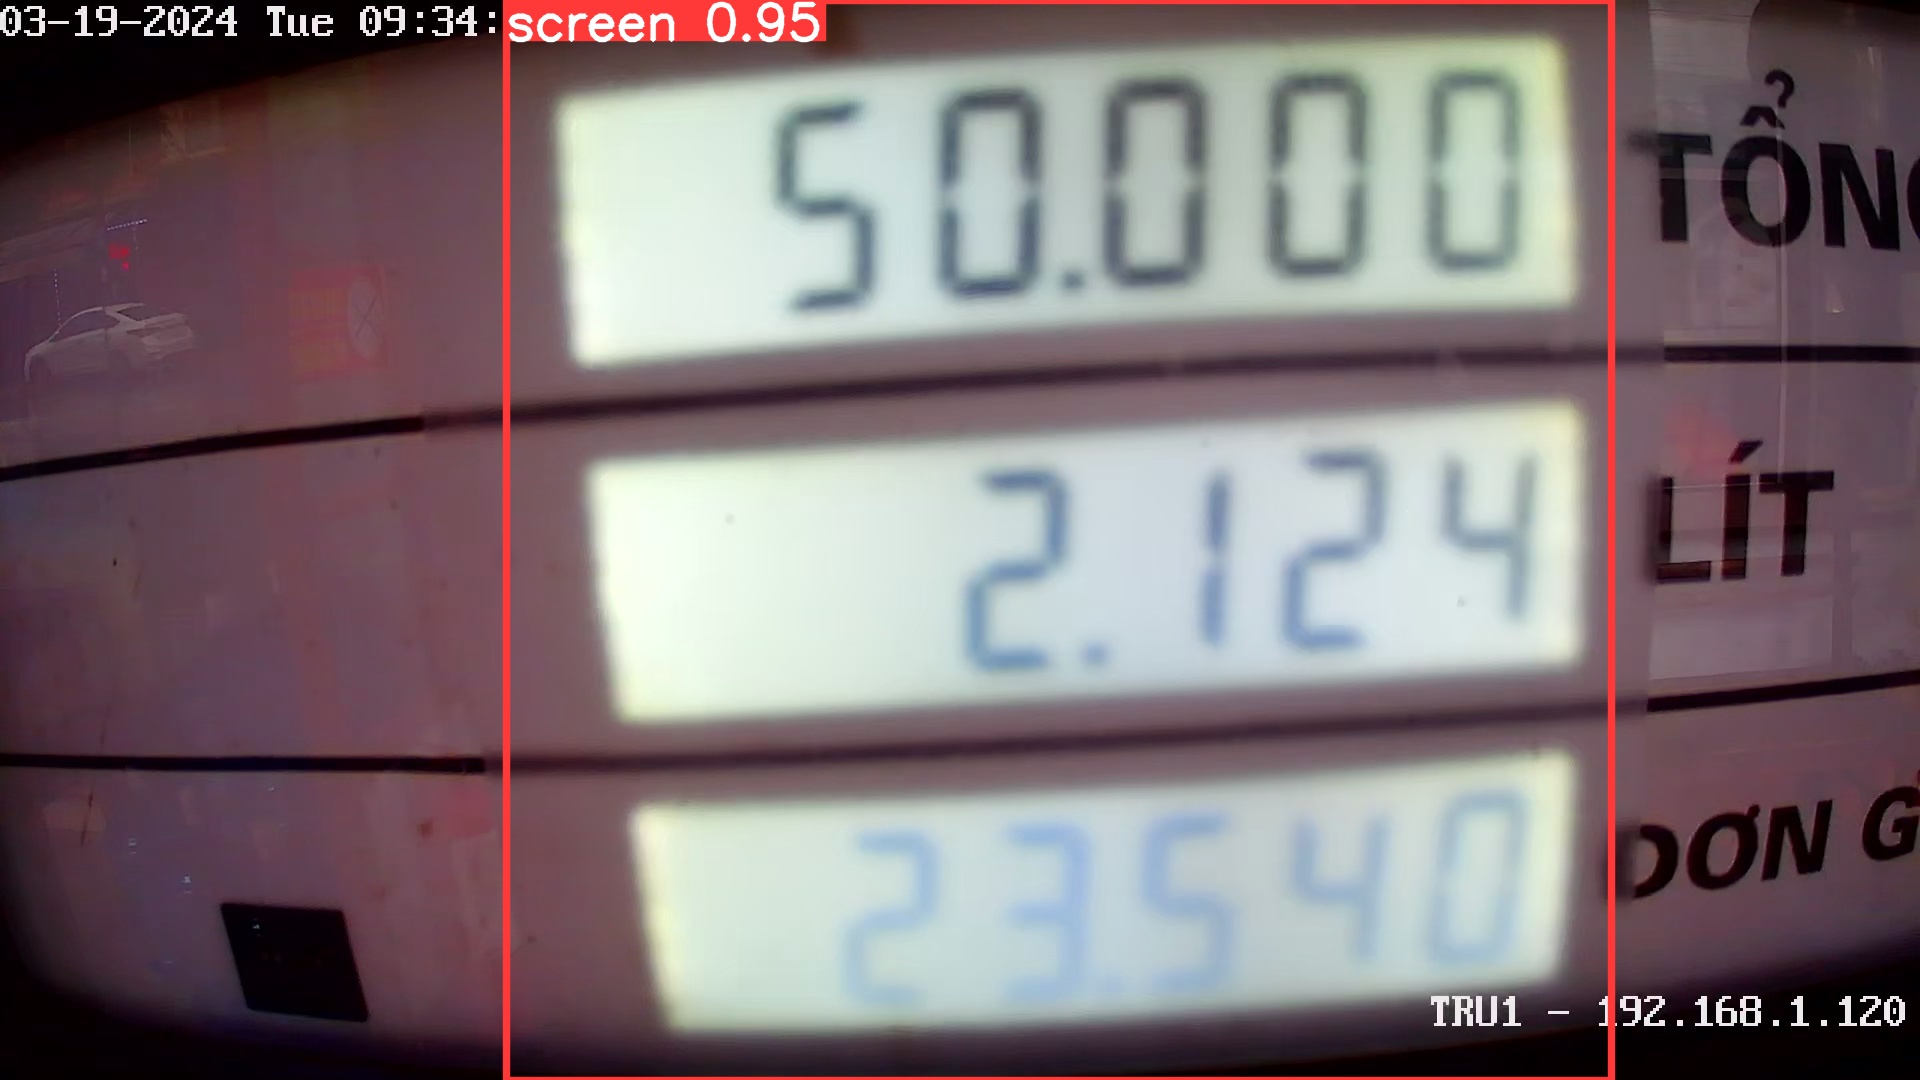 03-19-2024 Tue 09:34:
screen 0.95
50.000
TỔNG
2.124
LÍT
23.540
ĐƠN G
TRU1 - 192.168.1.120